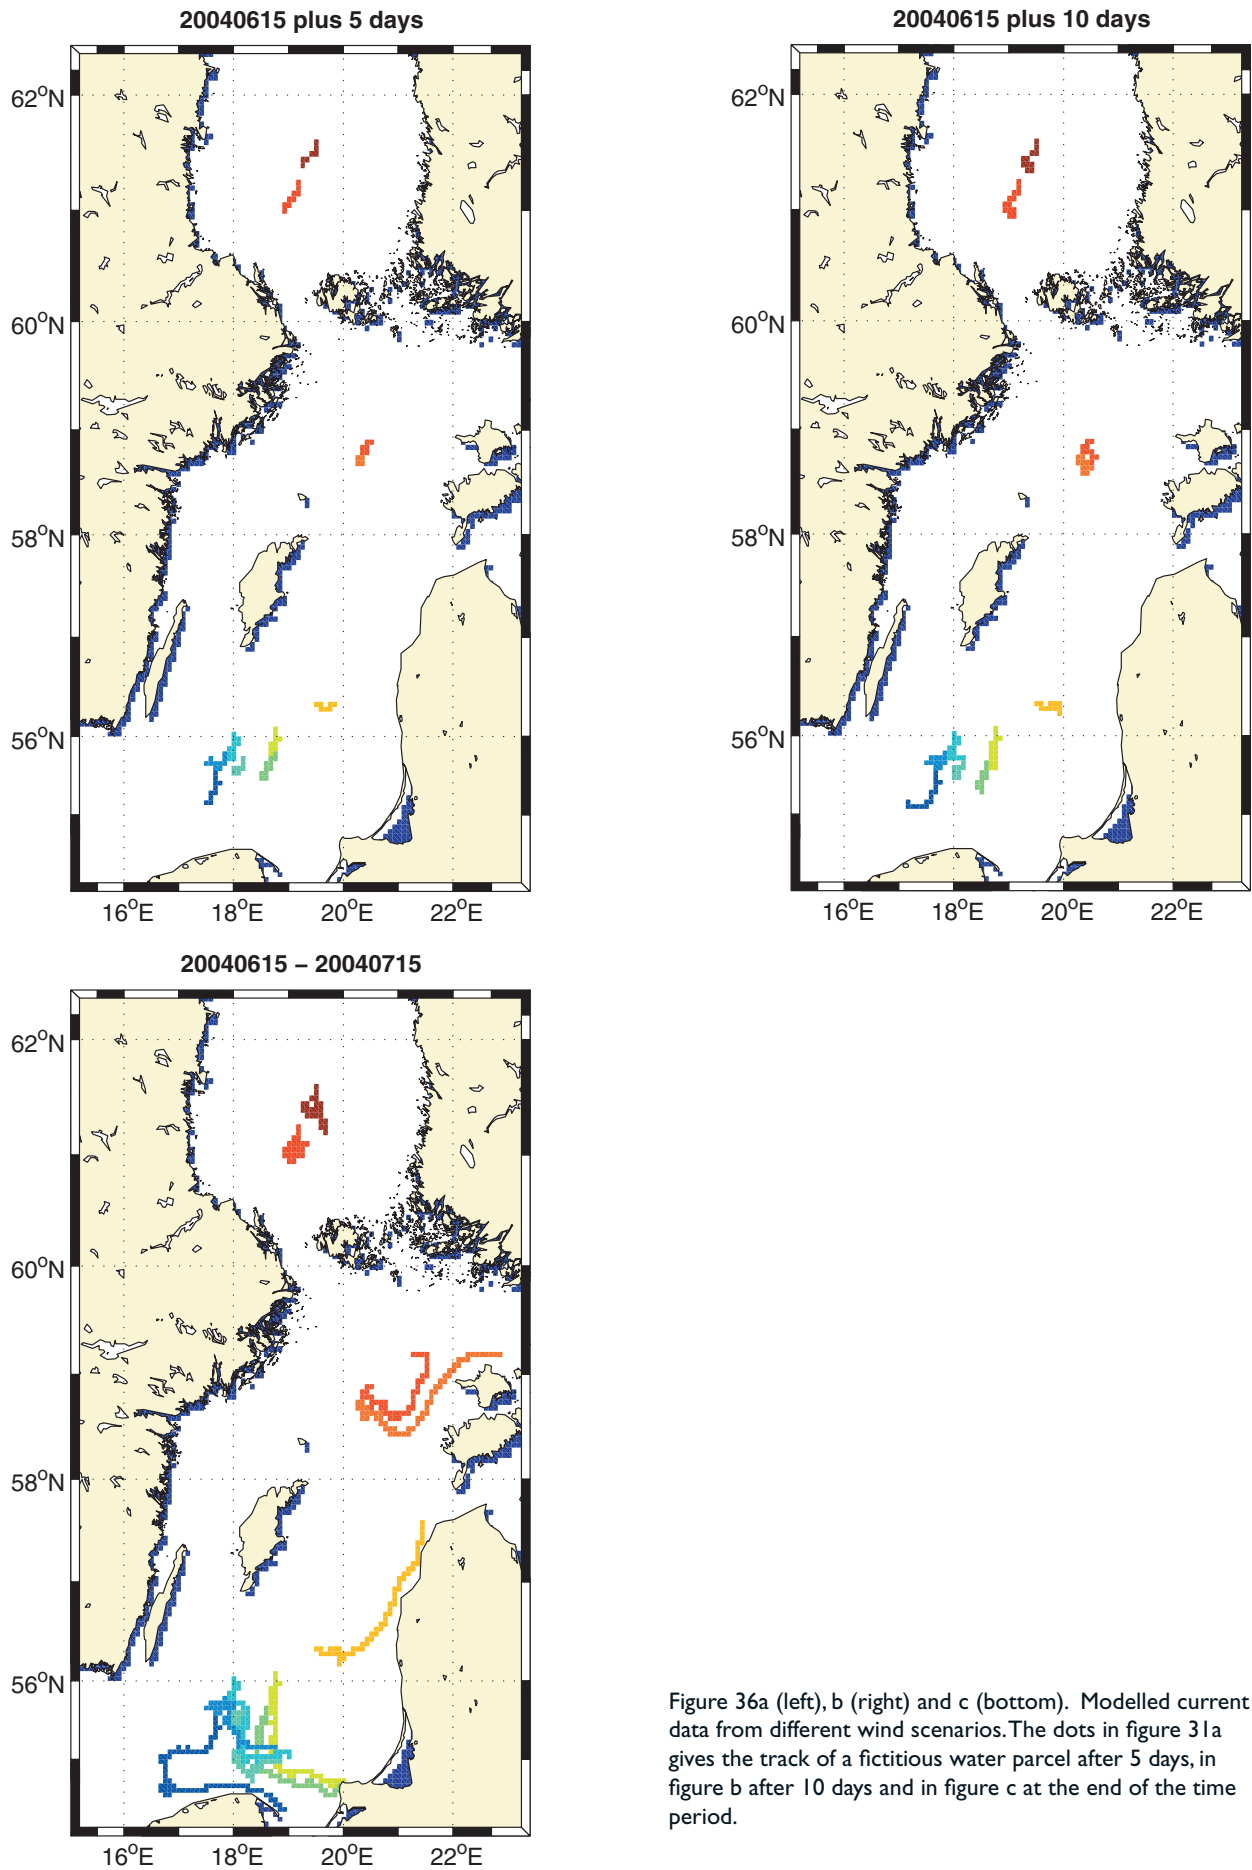 20040615 plus 5 days
62°N
60°N
58°N
56°N
16°E 18°E 20°E 22°E
20040615 plus 10 days
62°N
60°N
58°N
56°N
16°E 18°E 20°E 22°E
20040615 – 20040715
62°N
60°N
58°N
56°N
16°E 18°E 20°E 22°E
Figure 36a (left), b (right) and c (bottom). Modelled current
data from different wind scenarios. The dots in figure 31a
gives the track of a fictitious water parcel after 5 days, in
figure b after 10 days and in figure c at the end of the time
period.